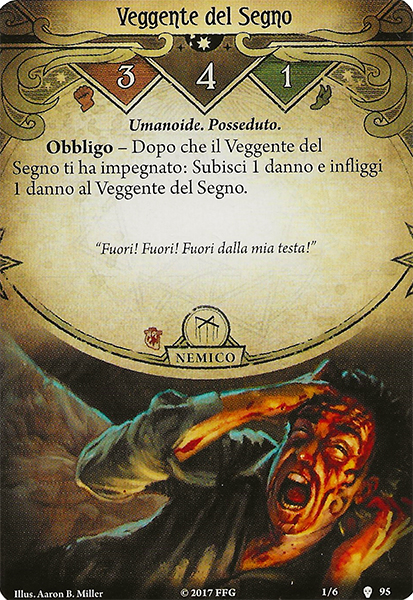 Veggente del Segno
3 4 1
Umanoide. Posseduto.
Obbligo – Dopo che il Veggente del
Segno ti ha impegnato: Subisci 1 danno e infliggi
1 danno al Veggente del Segno.
“Fuori! Fuori! Fuori dalla mia testa!”
NEMICO
Illus. Aaron B. Miller © 2017 FFG 1/6 95